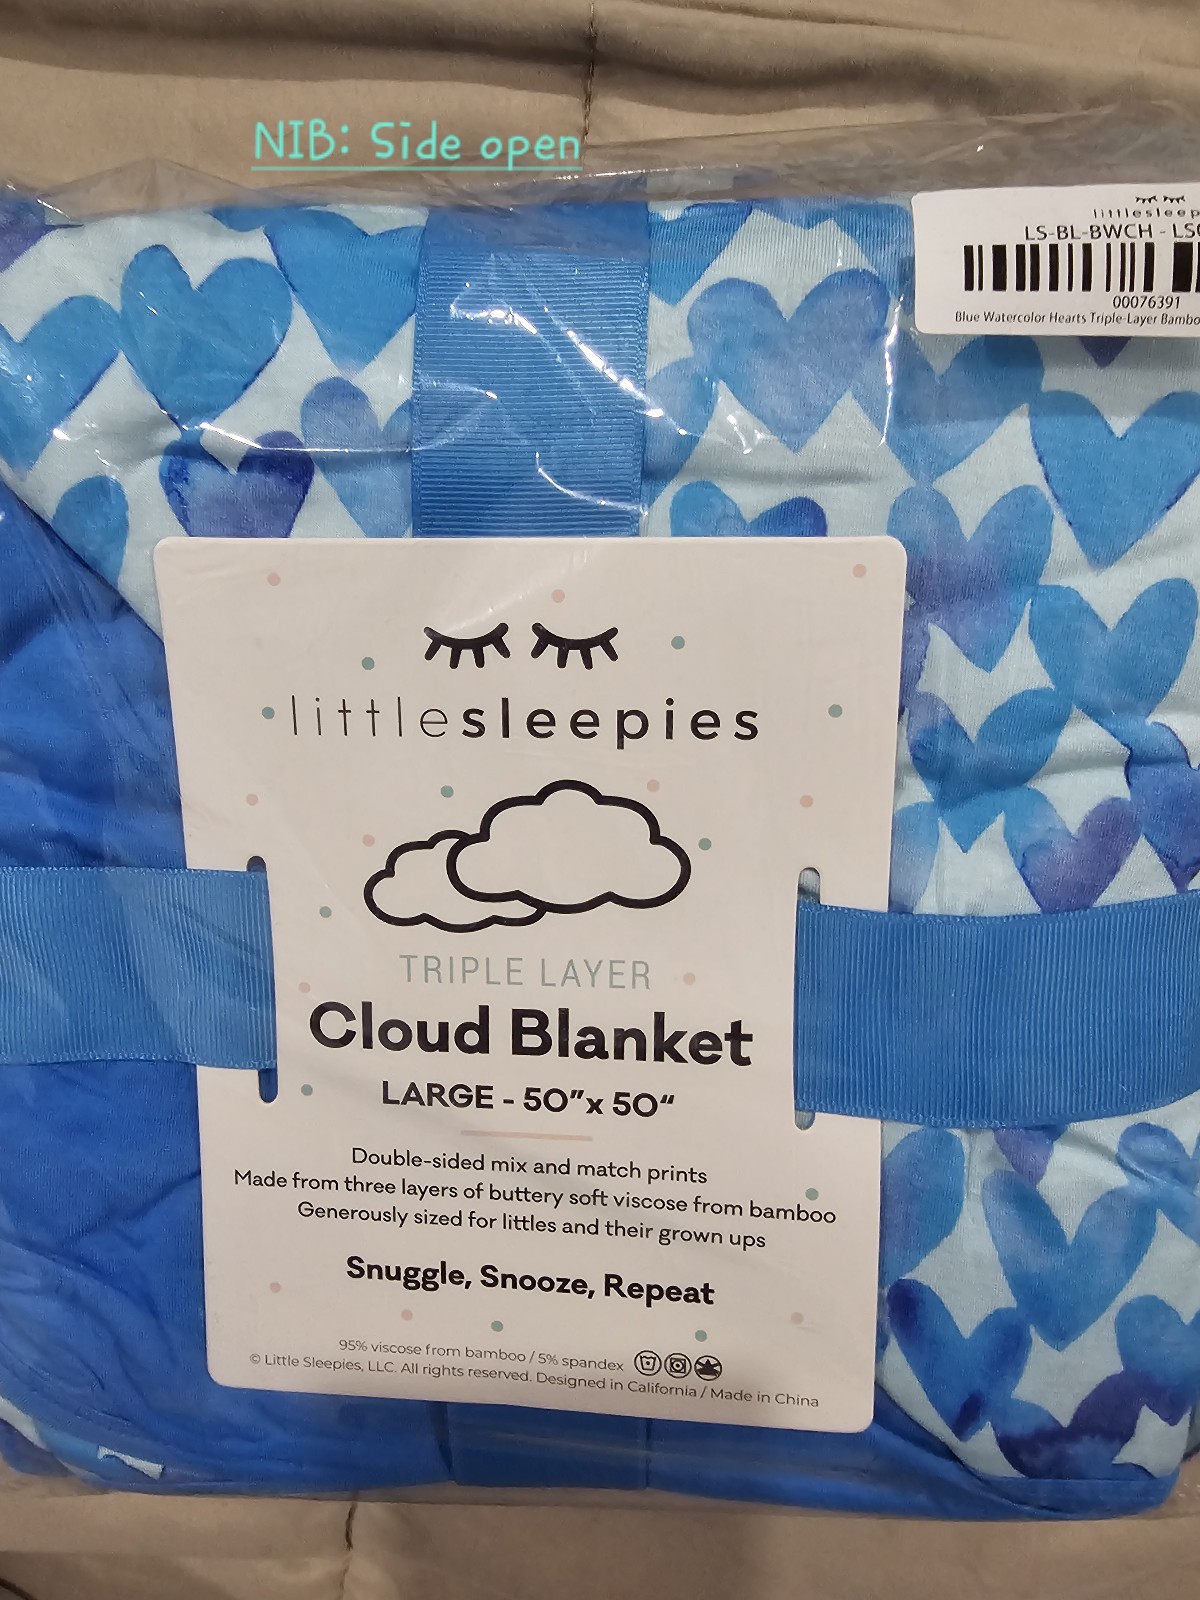 NIB: Side open
LS-BL-BWCH -
00076391
Blue Watercolor Hearts Triple-Layer
littlesleepies
TRIPLE LAYER
Cloud Blanket
LARGE - 50"x 50"
Double-sided mix and match prints
Made from three layers of buttery soft viscose from bamboo
Generously sized for littles and their grown ups
Snuggle, Snooze, Repeat
95% viscose from bamboo / 5% spandex
© Little Sleepies, LLC. All rights reserved. Designed in California / Made in China